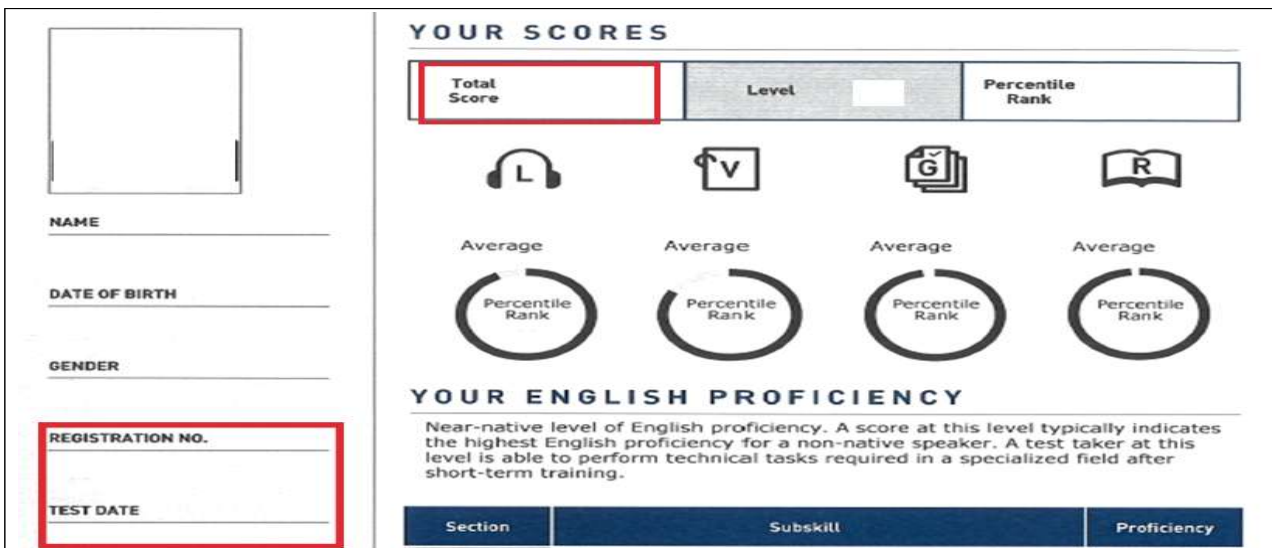 NAME
DATE OF BIRTH
GENDER
REGISTRATION NO.
TEST DATE
YOUR SCORES
Total
Score
Level
Percentile
Rank
L
V
G
R
Average
Average
Average
Average
Percentile
Rank
Percentile
Rank
Percentile
Rank
Percentile
Rank
YOUR ENGLISH PROFICIENCY
Near-native level of English proficiency. A score at this level typically indicates
the highest English proficiency for a non-native speaker. A test taker at this
level is able to perform technical tasks required in a specialized field after
short-term training.
Section
Subskill
Proficiency